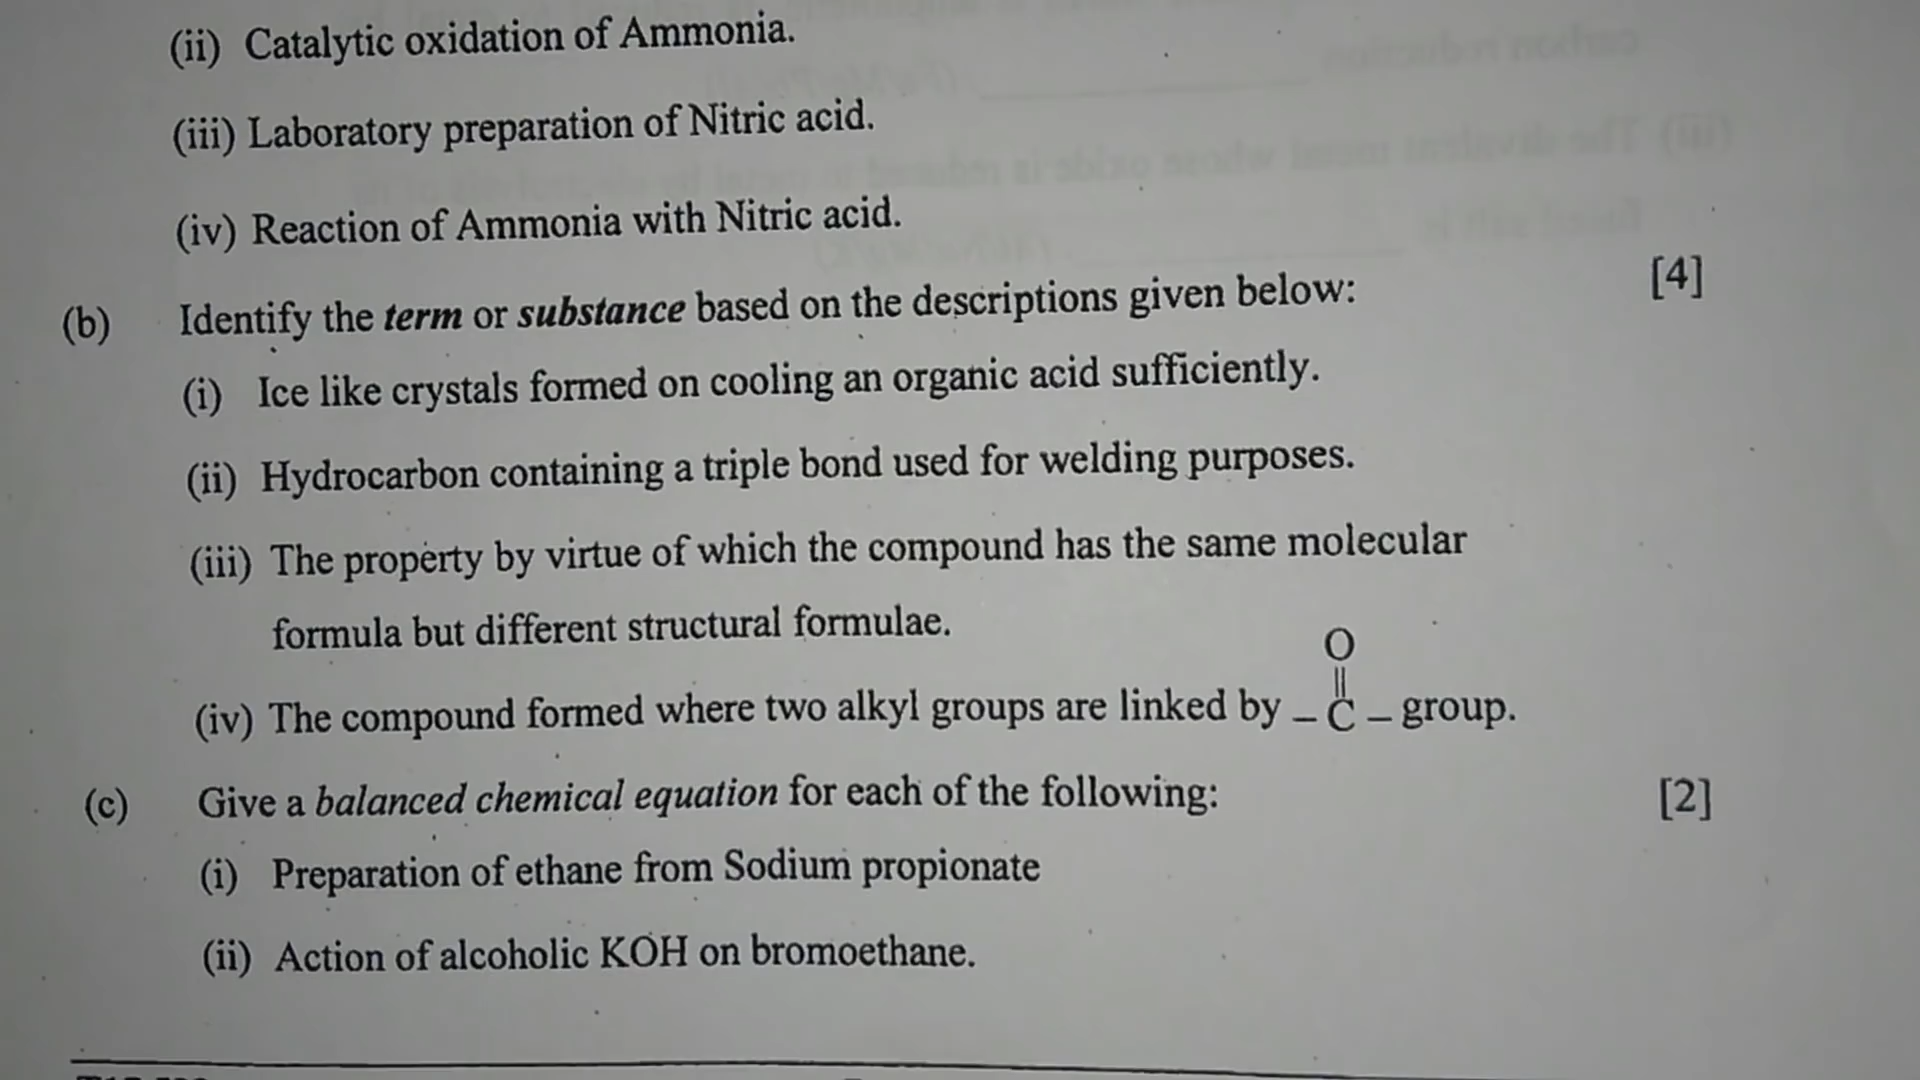 (ii) Catalytic oxidation of Ammonia.
(iii) Laboratory preparation of Nitric acid.
(iv) Reaction of Ammonia with Nitric acid.
(b) Identify the term or substance based on the descriptions given below: [4]
(i) Ice like crystals formed on cooling an organic acid sufficiently.
(ii) Hydrocarbon containing a triple bond used for welding purposes.
(iii) The property by virtue of which the compound has the same molecular
formula but different structural formulae.
O
||
(iv) The compound formed where two alkyl groups are linked by – C – group.
(c) Give a balanced chemical equation for each of the following: [2]
(i) Preparation of ethane from Sodium propionate
(ii) Action of alcoholic KOH on bromoethane.